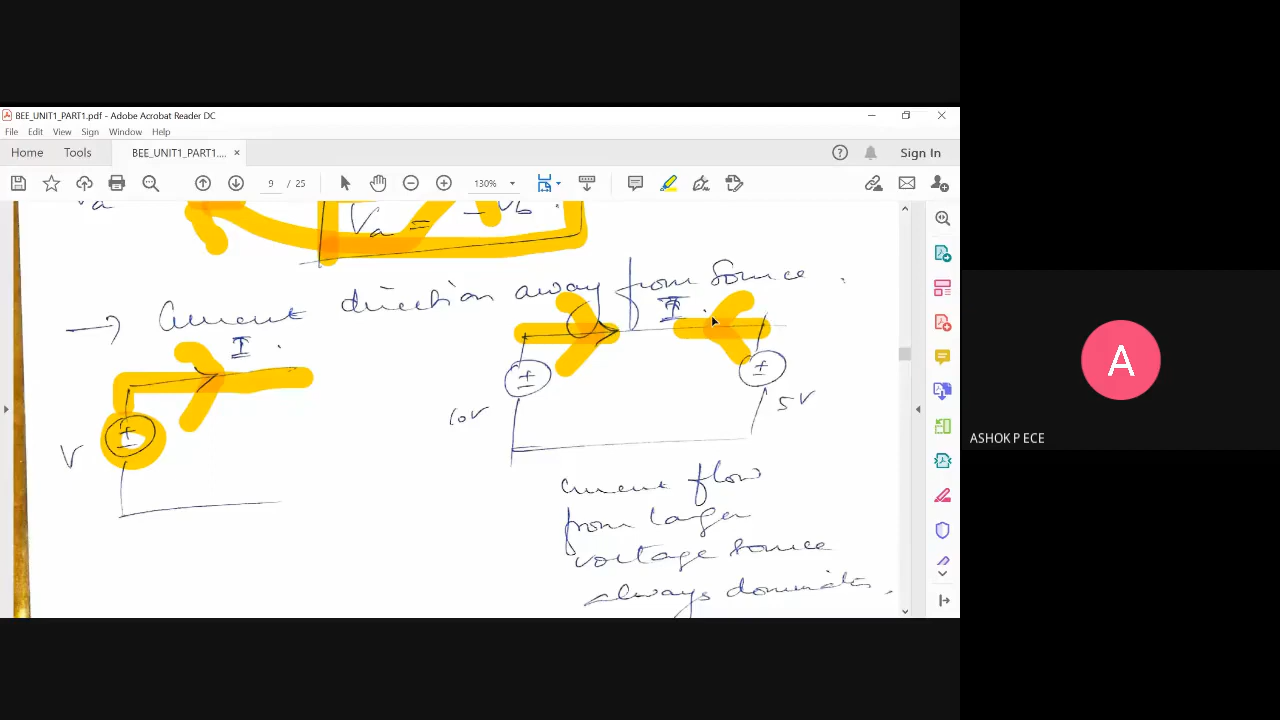 BEE_UNIT1_PART1.pdf - Adobe Acrobat Reader DC
File Edit View Window Help
Sign
Home Tools BEE_UNIT1_PART1.... × Sign In
9 / 25 130%
Va
Va = - Vb .
→ Current direction away from Source .
I .
I .
V
10V
5V
current flow
from larger
voltage source
always dominates .
A
ASHOK P ECE